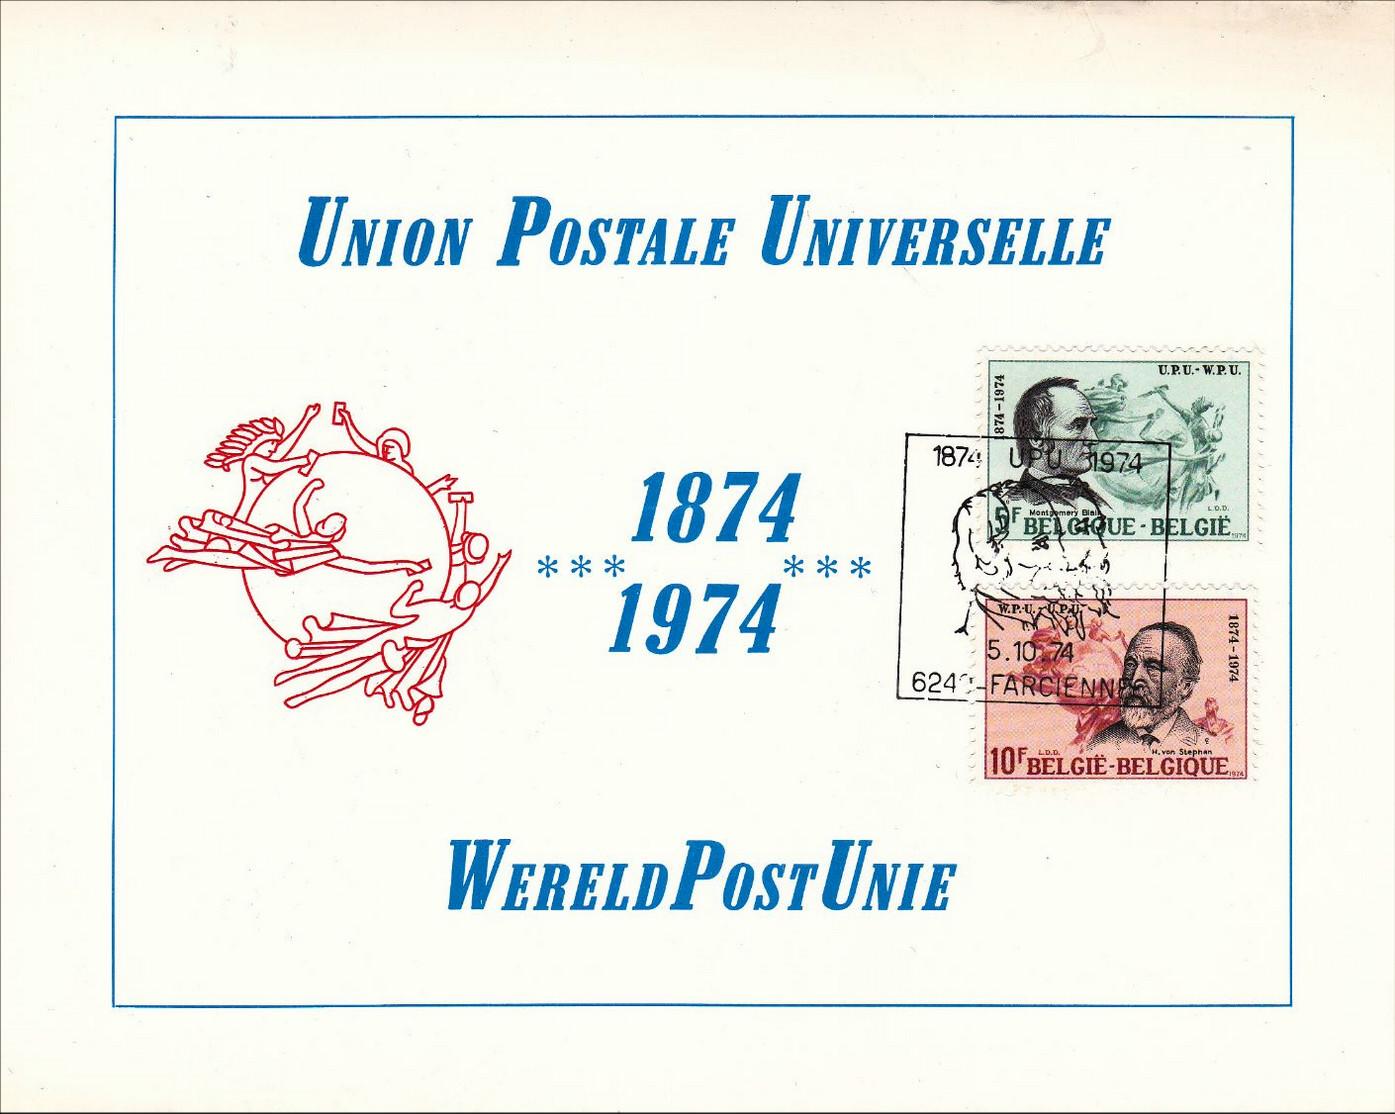 UNION POSTALE UNIVERSELLE
1874
***   ***
1974
WERELDPOSTUNIE
U.P.U.-W.P.U.
1874-1974
Montgomery Blair
L.D.D.
5F BELGIQUE-BELGIË 1974
1874 UPU 1974
5.10.74
FARCIENNES
W.P.U.-U.P.U.
1874-1974
L.D.D.
H. von Stephan
10F BELGIË-BELGIQUE 1974